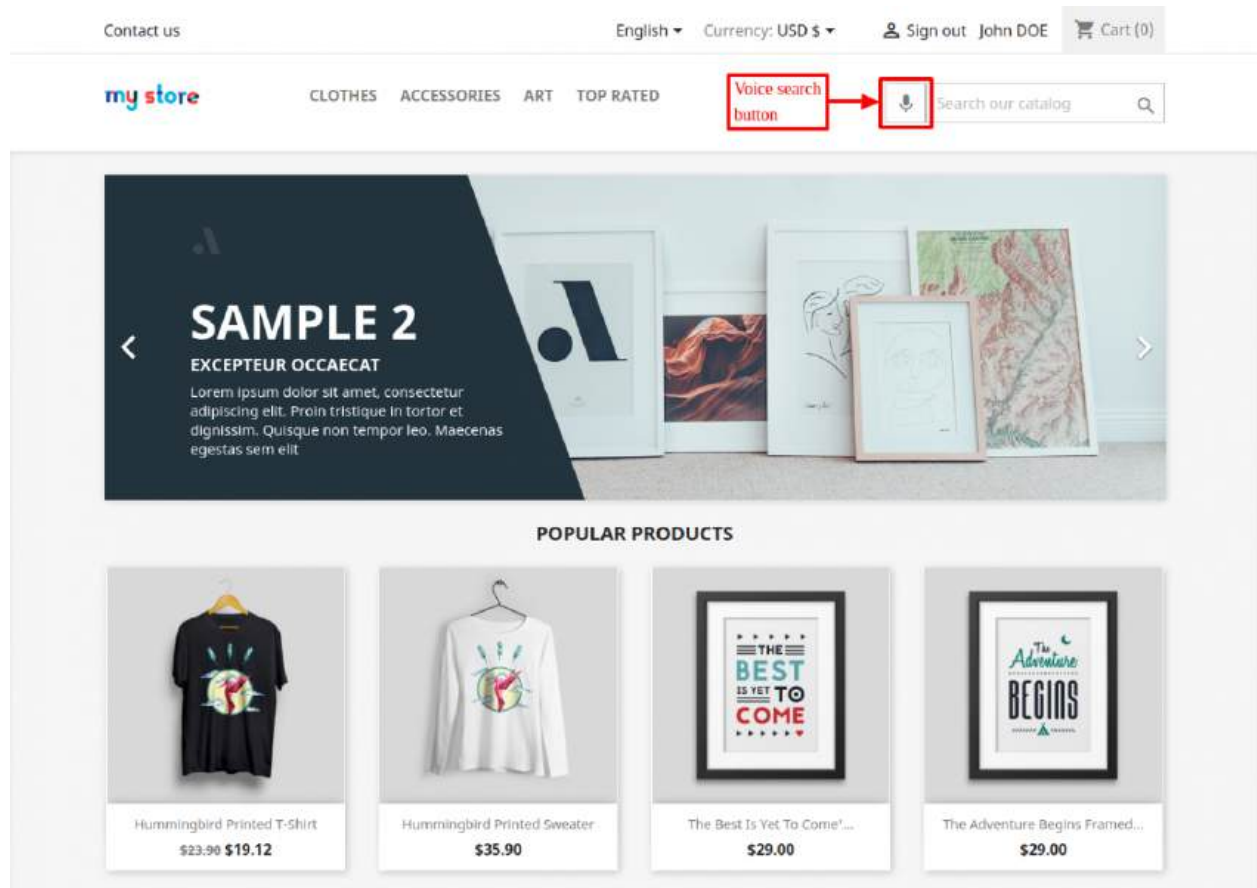 Contact us
English
Currency: USD $
Sign out
John DOE
Cart (0)
my store
CLOTHES
ACCESSORIES
ART
TOP RATED
Voice search
button
Search our catalog
SAMPLE 2
EXCEPTEUR OCCAECAT
Lorem ipsum dolor sit amet, consectetur
adipiscing elit. Proin tristique in tortor et
dignissim. Quisque non tempor leo. Maecenas
egestas sem elit
POPULAR PRODUCTS
THE
BEST
IS YET TO
COME
The
Adventure
BEGINS
Hummingbird Printed T-Shirt
$23.90 $19.12
Hummingbird Printed Sweater
$35.90
The Best Is Yet To Come'...
$29.00
The Adventure Begins Framed...
$29.00